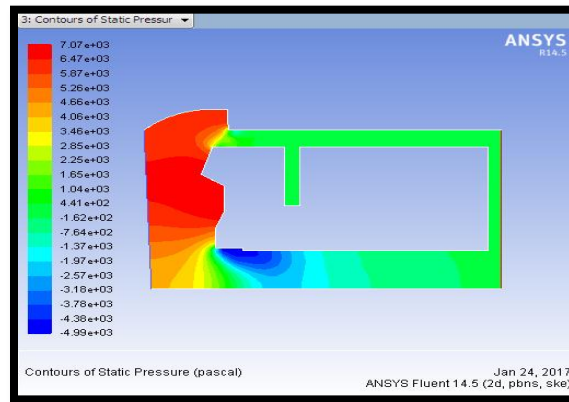 3: Contours of Static Pressur
ANSYS
R14.5
7.07e+03
6.47e+03
5.87e+03
5.26e+03
4.66e+03
4.06e+03
3.46e+03
2.85e+03
2.25e+03
1.65e+03
1.04e+03
4.41e+02
-1.62e+02
-7.64e+02
-1.37e+03
-1.97e+03
-2.57e+03
-3.18e+03
-3.78e+03
-4.38e+03
-4.99e+03
Contours of Static Pressure (pascal)
Jan 24, 2017
ANSYS Fluent 14.5 (2d, pbns, ske)